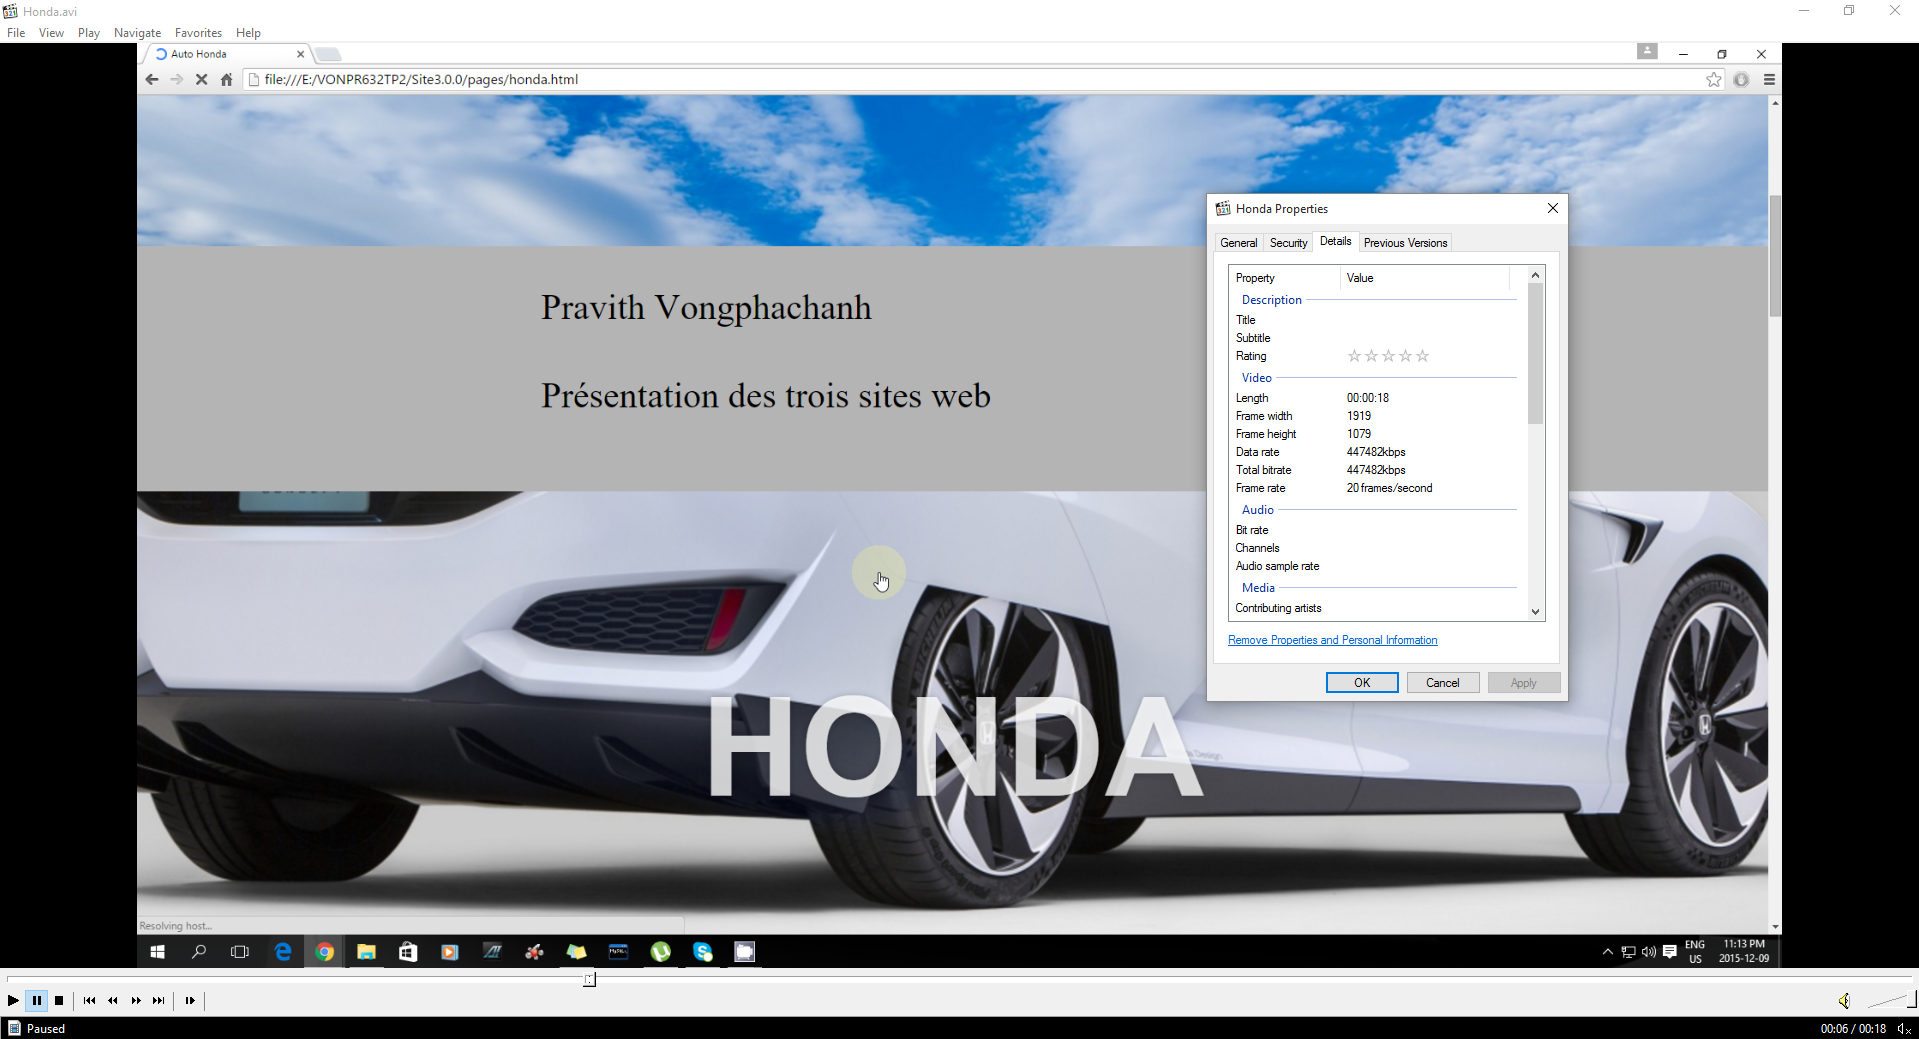 Honda.avi
File View Play Navigate Favorites Help
Auto Honda
file:///E:/VONPR632TP2/Site3.0.0/pages/honda.html
Pravith Vongphachanh
Présentation des trois sites web
HONDA
Resolving host...
Honda Properties
General Security Details Previous Versions
Property Value
Description
Title
Subtitle
Rating
Video
Length 00:00:18
Frame width 1919
Frame height 1079
Data rate 447482kbps
Total bitrate 447482kbps
Frame rate 20 frames/second
Audio
Bit rate
Channels
Audio sample rate
Media
Contributing artists
Remove Properties and Personal Information
OK Cancel Apply
ENG 11:13 PM
US 2015-12-09
Paused
00:06 / 00:18